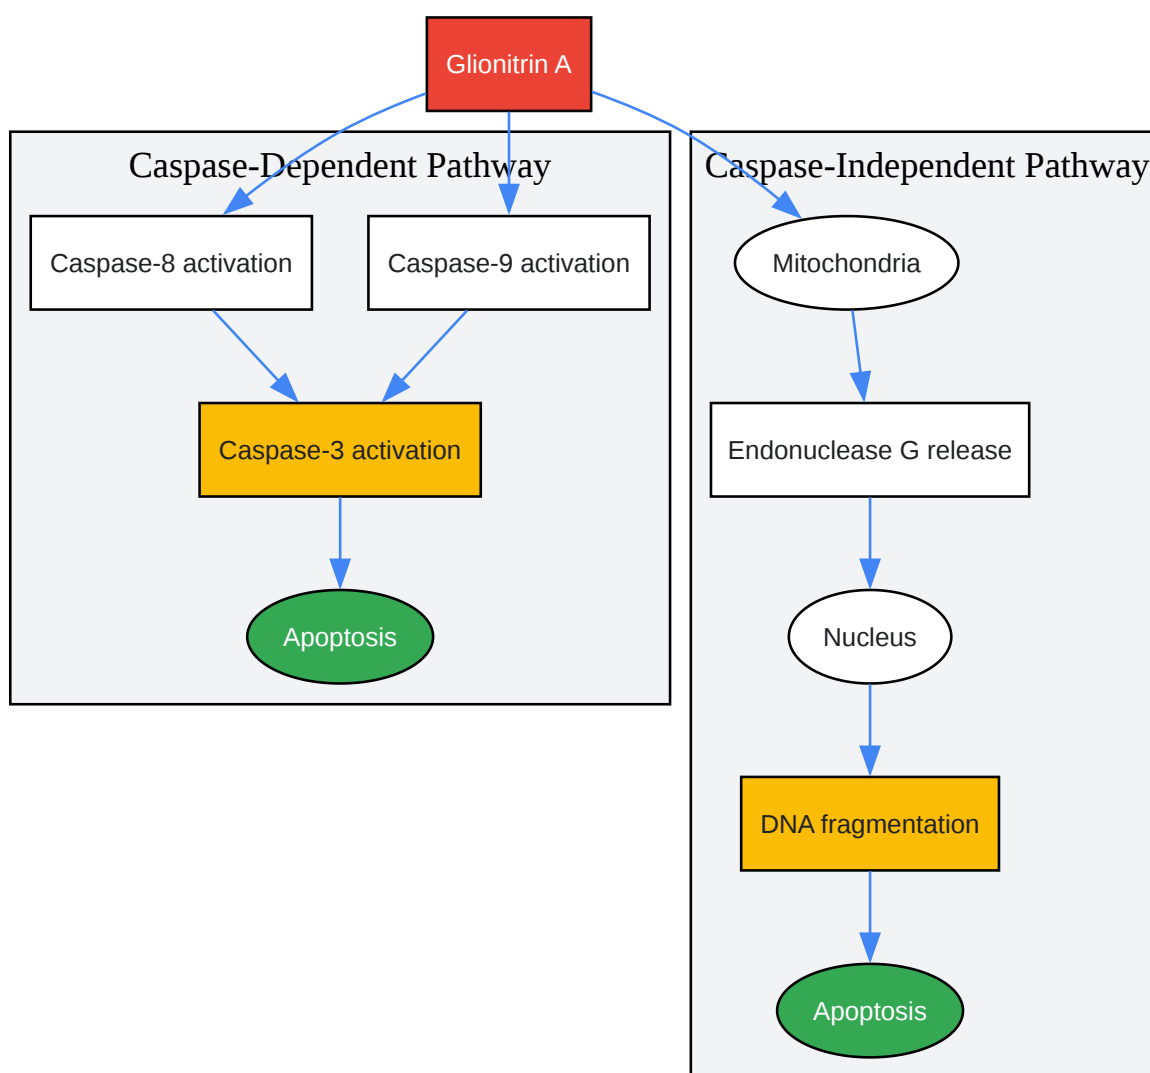 Glionitrin A
Caspase-Dependent Pathway
Caspase-8 activation
Caspase-9 activation
Caspase-3 activation
Apoptosis
Caspase-Independent Pathway
Mitochondria
Endonuclease G release
Nucleus
DNA fragmentation
Apoptosis